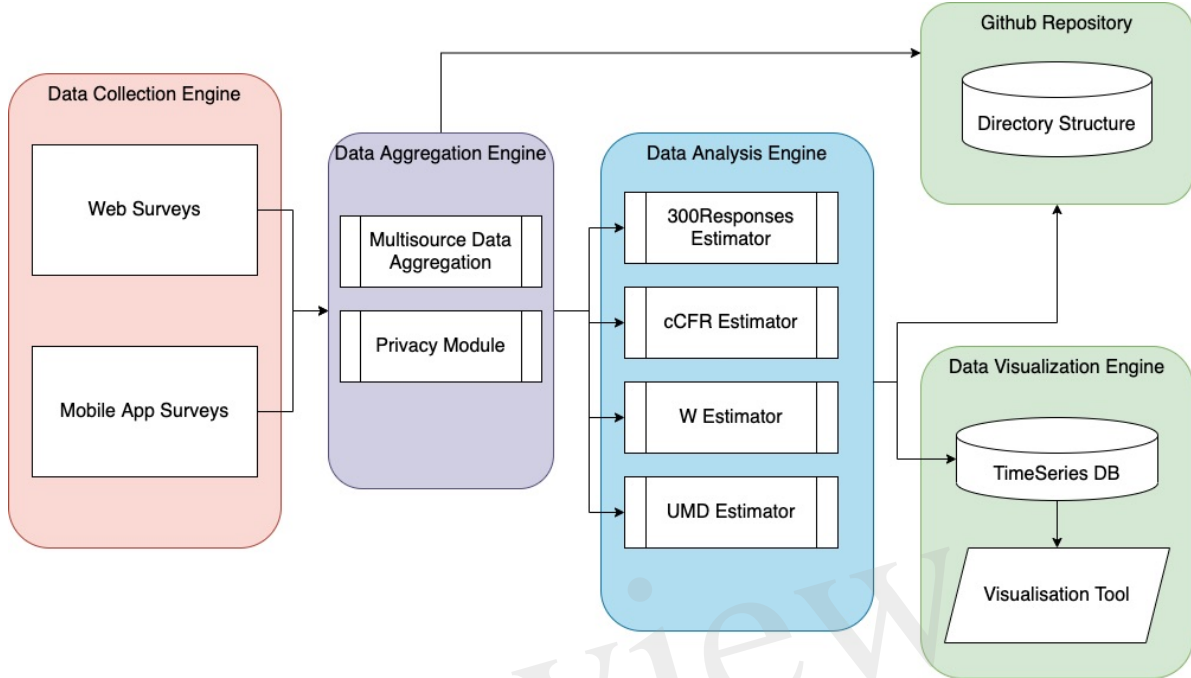 Data Collection Engine
Web Surveys
Mobile App Surveys
Data Aggregation Engine
Multisource Data
Aggregation
Privacy Module
Data Analysis Engine
300Responses
Estimator
cCFR Estimator
W Estimator
UMD Estimator
Github Repository
Directory Structure
Data Visualization Engine
TimeSeries DB
Visualisation Tool
view